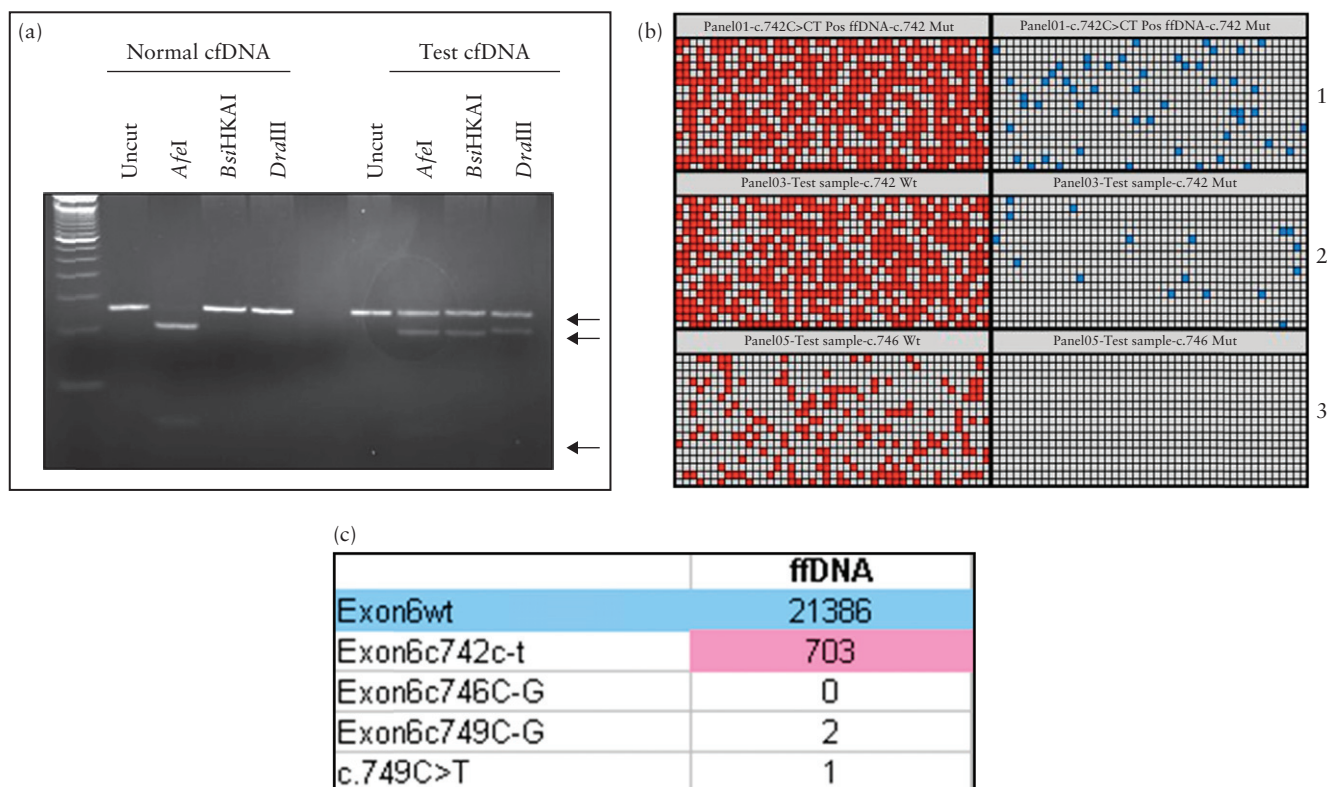 (a)
Normal cfDNA
Test cfDNA
Uncut
AfeI
BsiHKAI
DraIII
Uncut
AfeI
BsiHKAI
DraIII
(b)
Panel01-c.742C>CT Pos ffDNA-c.742 Mut
Panel01-c.742C>CT Pos ffDNA-c.742 Mut
1
Panel03-Test sample-c.742 Wt
Panel03-Test sample-c.742 Mut
2
Panel05-Test sample-c.746 Wt
Panel05-Test sample-c.746 Mut
3
(c)
ffDNA
Exon6wt 21386
Exon6c742c-t 703
Exon6c746C-G 0
Exon6c749C-G 2
c.749C>T 1